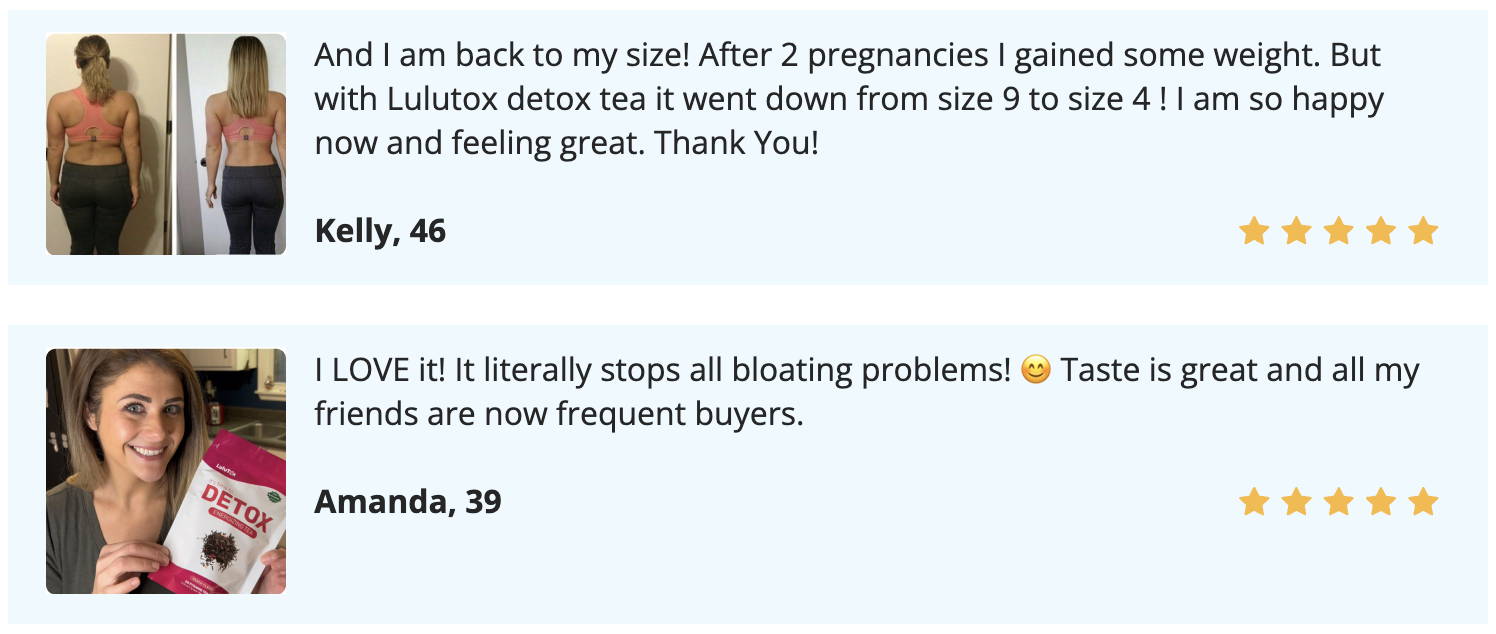 And I am back to my size! After 2 pregnancies I gained some weight. But
with Lulutox detox tea it went down from size 9 to size 4 ! I am so happy
now and feeling great. Thank You!
Kelly, 46
I LOVE it! It literally stops all bloating problems! 😊 Taste is great and all my
friends are now frequent buyers.
Amanda, 39
LuluTox
DETOX
ENERGIZING TEA